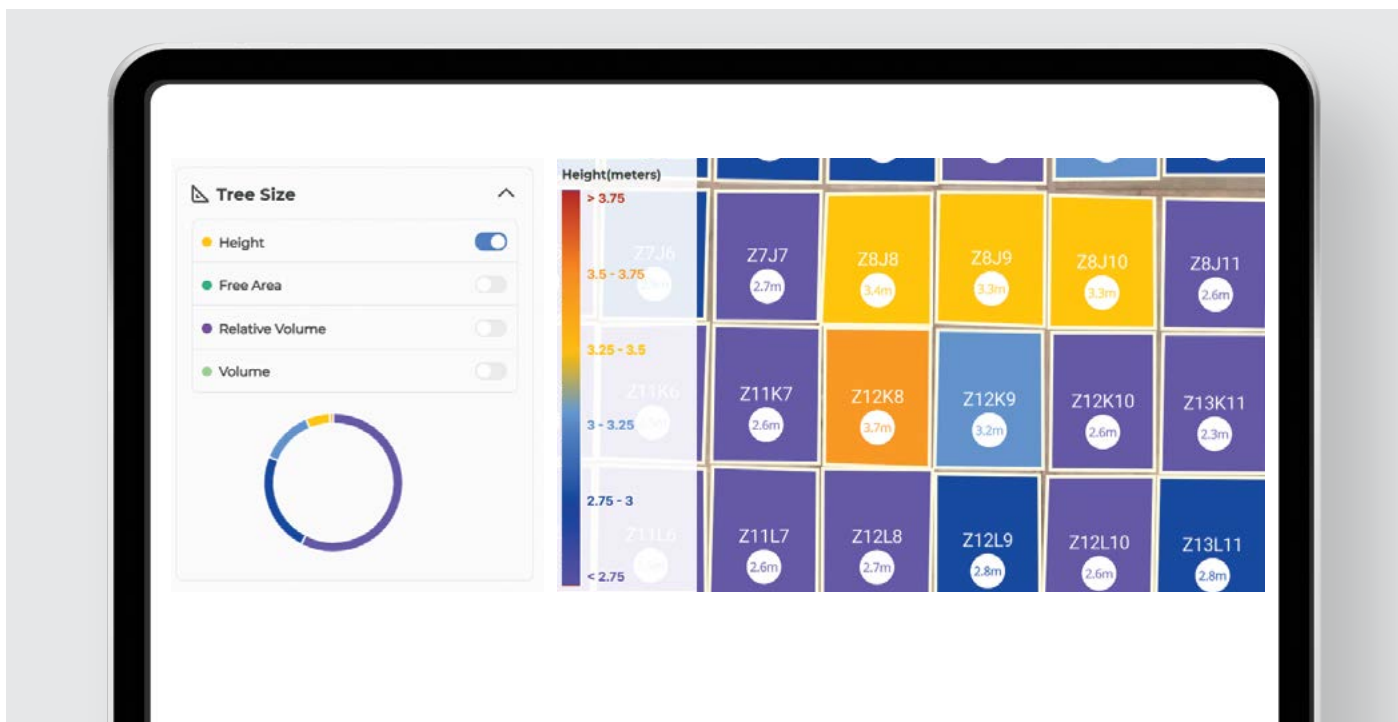 Tree Size
Height
Free Area
Relative Volume
Volume
Height(meters)
> 3.75
3.5 - 3.75
3.25 - 3.5
3 - 3.25
2.75 - 3
< 2.75
Z7J6 Z7J7 Z8J8 Z8J9 Z8J10 Z8J11
2.7m 3.4m 3.3m 3.3m 2.6m
Z11K6 Z11K7 Z12K8 Z12K9 Z12K10 Z13K11
2.6m 3.7m 3.2m 2.6m 2.3m
Z11L6 Z11L7 Z12L8 Z12L9 Z12L10 Z13L11
2.6m 2.7m 2.8m 2.6m 2.8m